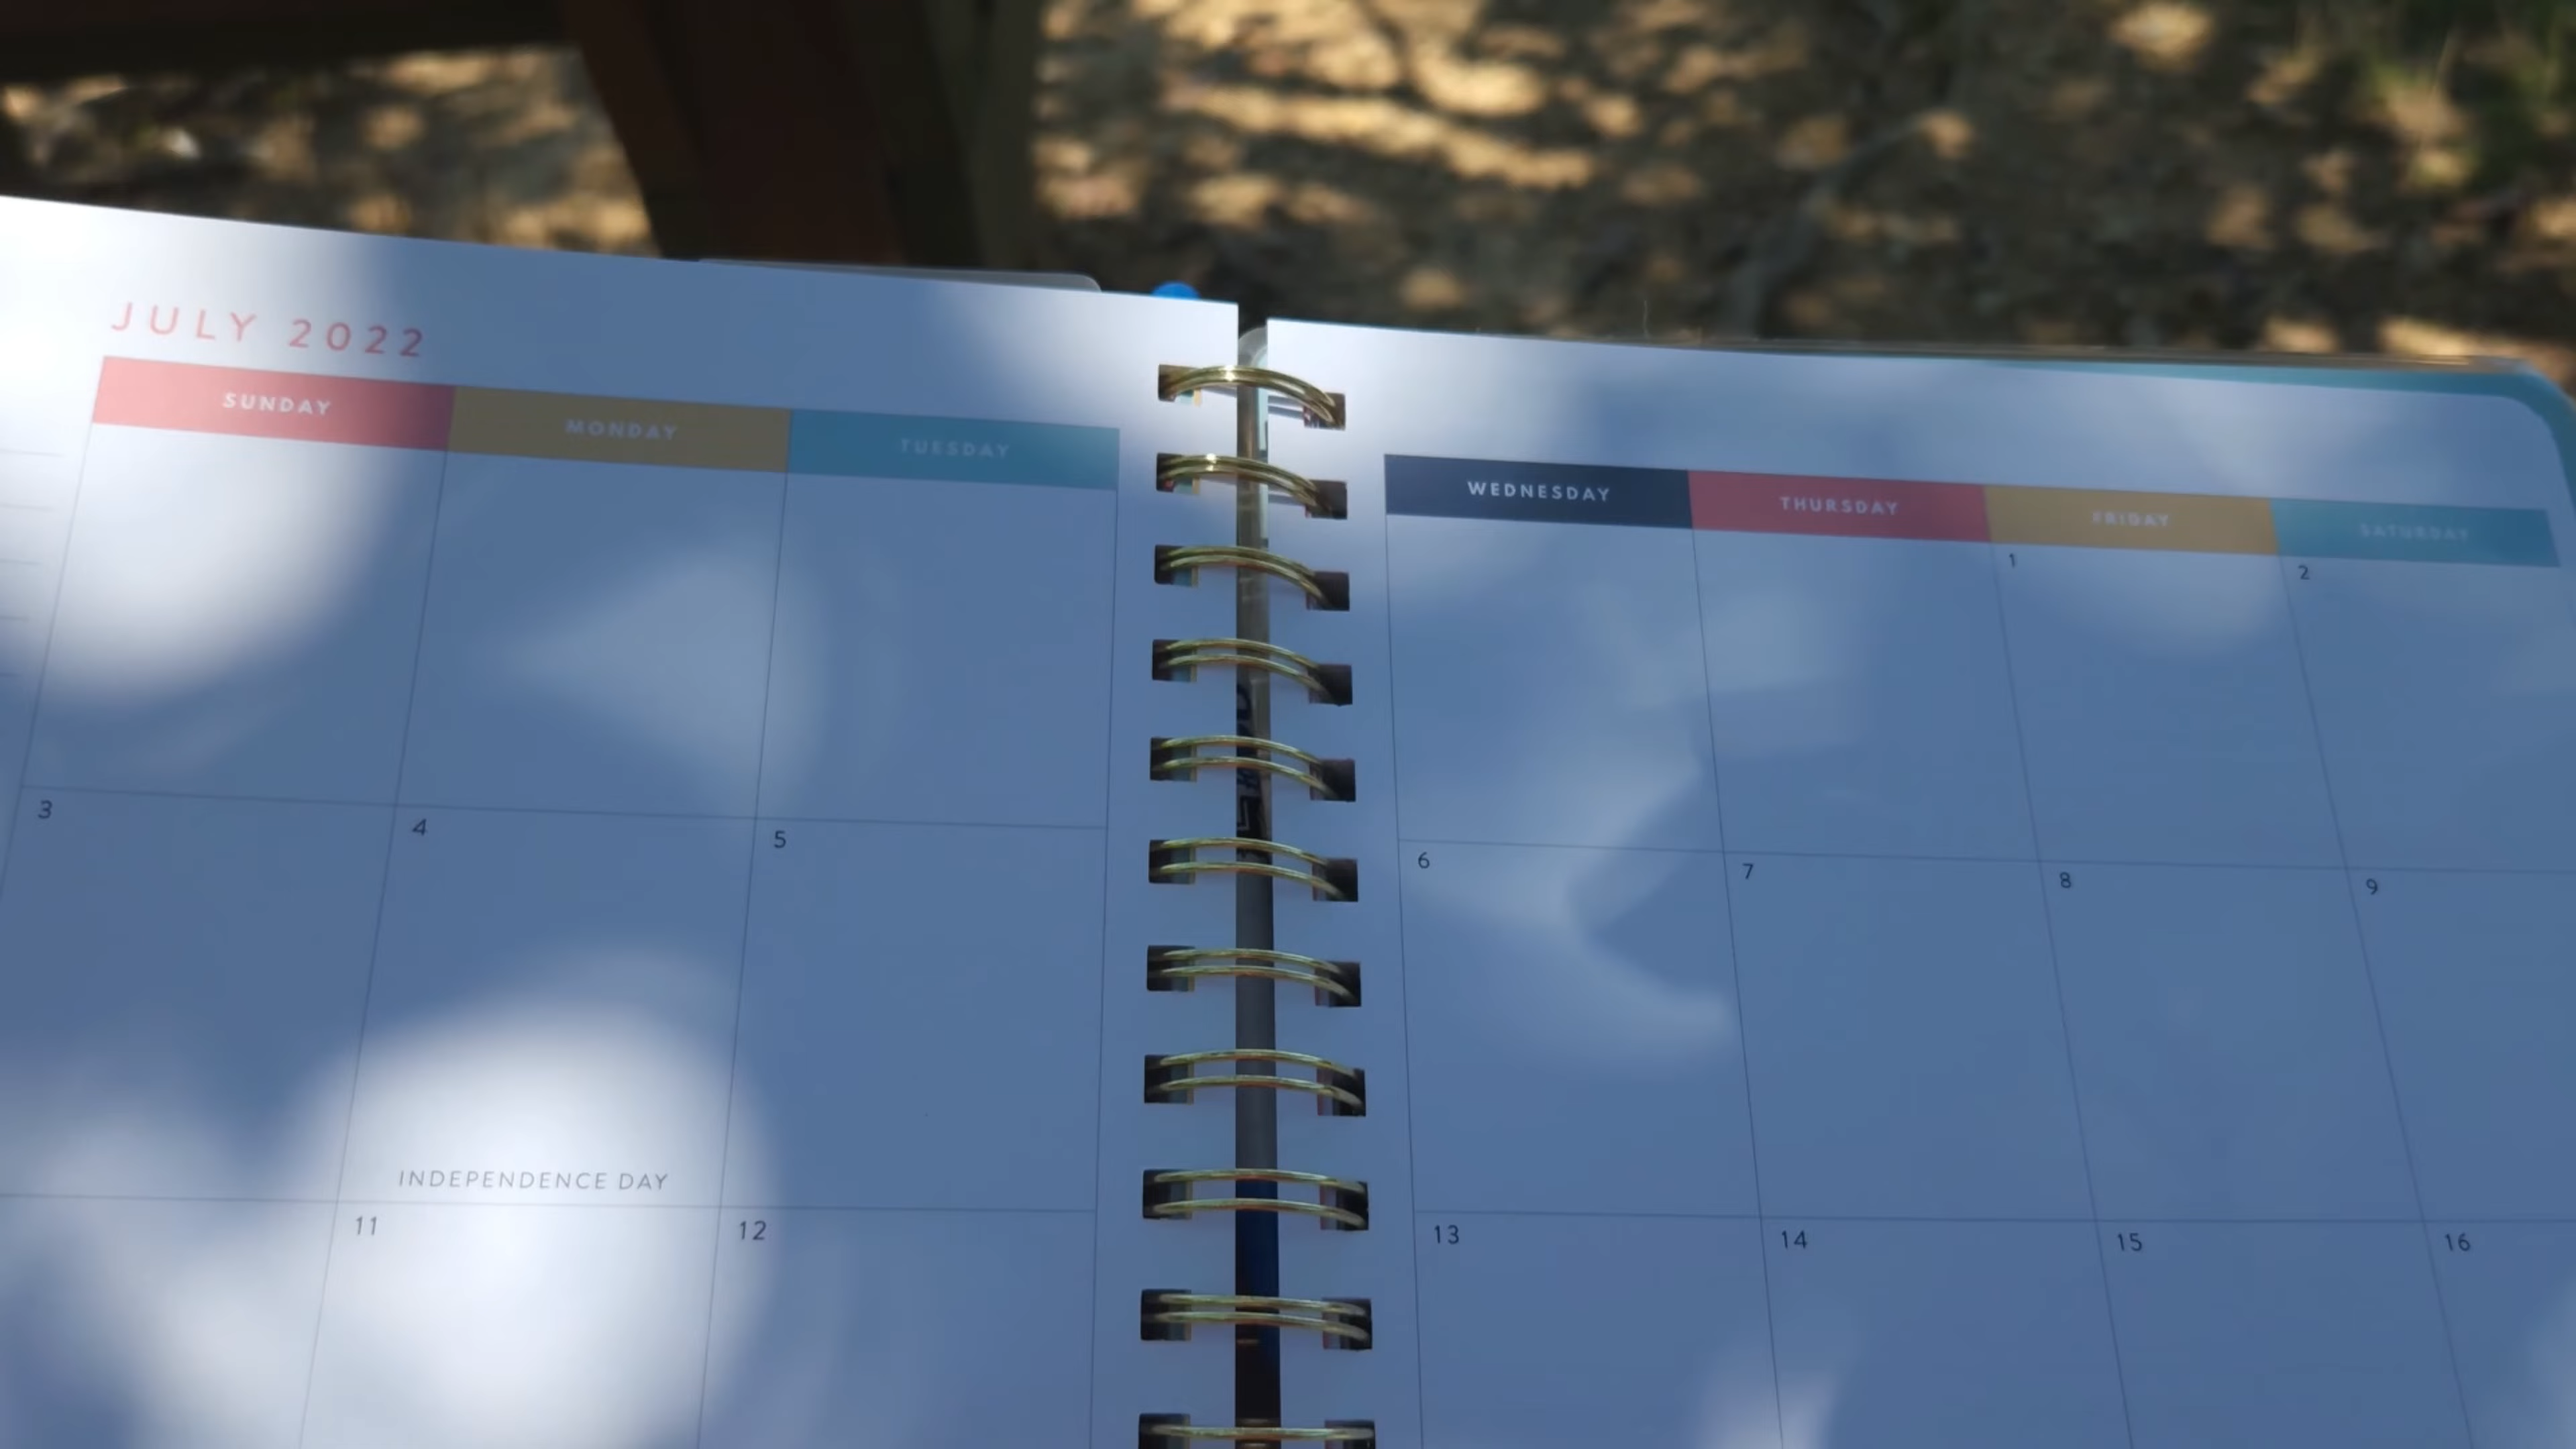 JULY 2022
SUNDAY MONDAY TUESDAY WEDNESDAY THURSDAY FRIDAY SATURDAY
1 2
3 4 5 6 7 8 9
INDEPENDENCE DAY
11 12 13 14 15 16